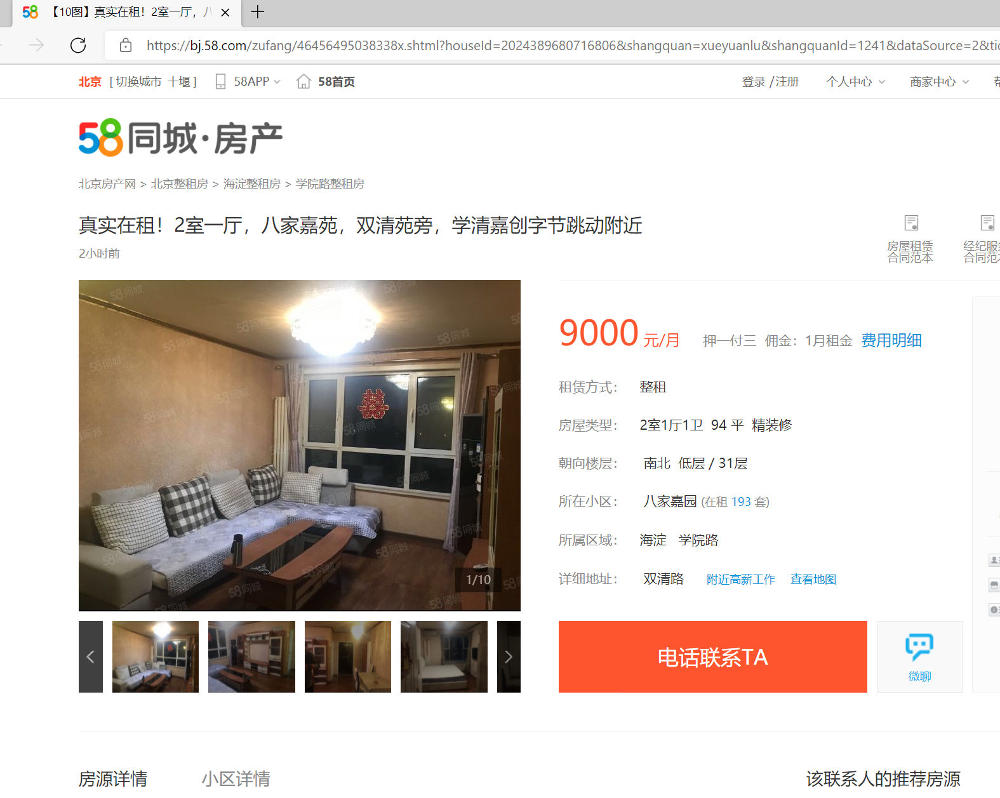 58 【10图】真实在租！2室一厅，
https://bj.58.com/zufang/46456495038338x.shtml?houseId=2024389680716806&shangquan=xueyuanlu&shangquanId=1241&dataSource=2&tid
北京 [ 切换城市 十堰 ] 58APP 58首页 登录 /注册 个人中心 商家中心 帮
58同城·房产
北京房产网 > 北京整租房 > 海淀整租房 > 学院路整租房
真实在租！2室一厅，八家嘉苑，双清苑旁，学清嘉创字节跳动附近
2小时前
房屋租赁
合同范本
经纪服务
合同范本
58同城
1/10
9000 元/月 押一付三 佣金：1月租金 费用明细
租赁方式： 整租
房屋类型： 2室1厅1卫 94 平 精装修
朝向楼层： 南北 低层 / 31层
所在小区： 八家嘉园 (在租 193 套)
所属区域： 海淀 学院路
详细地址： 双清路 附近高薪工作 查看地图
电话联系TA
微聊
房源详情 小区详情 该联系人的推荐房源